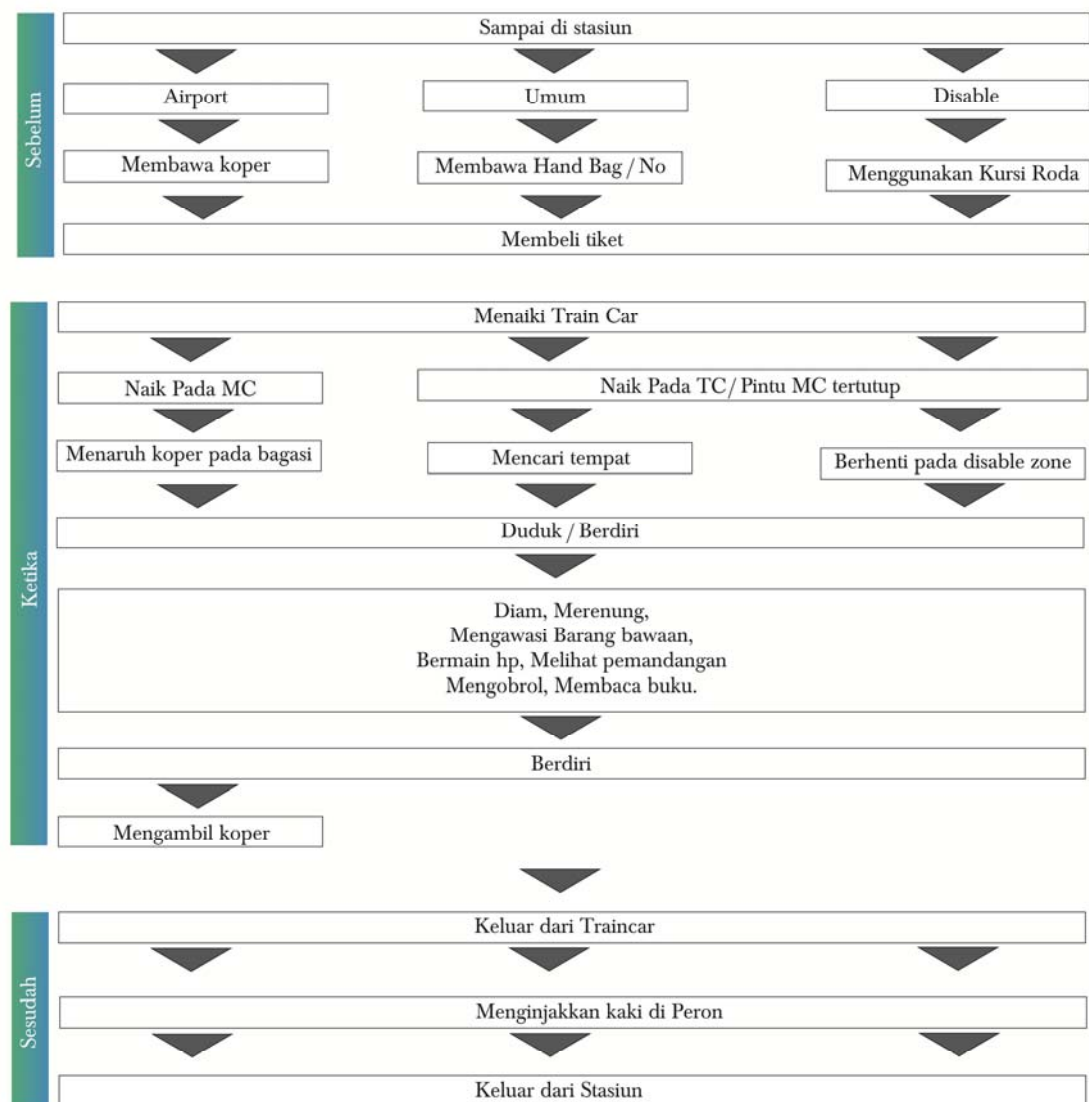 Sebelum
Sampai di stasiun
Airport
Umum
Disable
Membawa koper
Membawa Hand Bag / No
Menggunakan Kursi Roda
Membeli tiket
Ketika
Menaiki Train Car
Naik Pada MC
Naik Pada TC/ Pintu MC tertutup
Menaruh koper pada bagasi
Mencari tempat
Berhenti pada disable zone
Duduk / Berdiri
Diam, Merenung,
Mengawasi Barang bawaan,
Bermain hp, Melihat pemandangan
Mengobrol, Membaca buku.
Berdiri
Mengambil koper
Sesudah
Keluar dari Traincar
Menginjakkan kaki di Peron
Keluar dari Stasiun